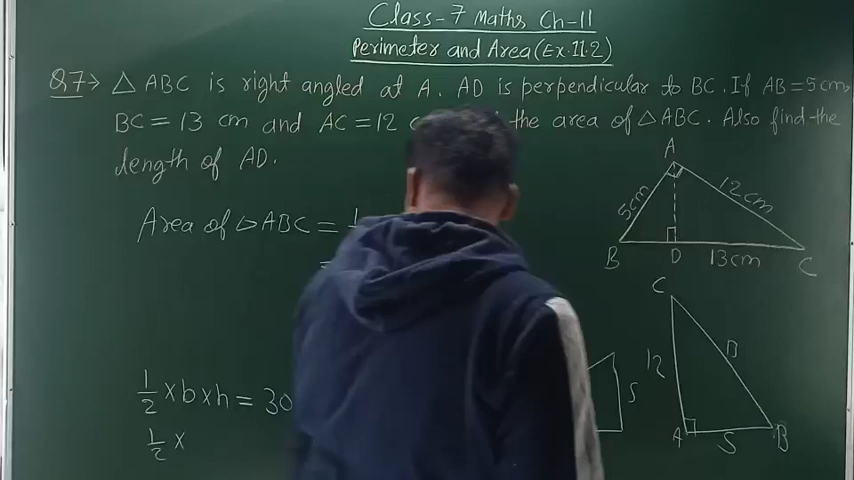 Class-7 Maths Ch-11
Perimeter and Area (Ex.11.2)
Q7→ △ ABC is right angled at A. AD is perpendicular to BC. If AB = 5 cm,
BC = 13 cm and AC = 12 the area of △ABC. Also find the
length of AD.
A
5cm
12cm
B
D
13cm
C
Area of △ABC = 1
=
C
12
A
5
B
5
1/2 × b × h = 30
1/2 ×